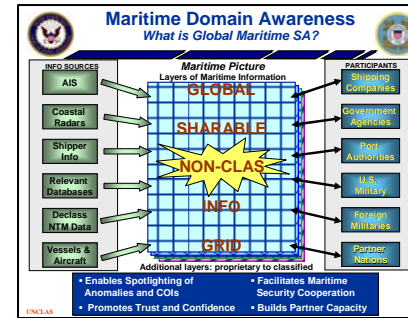 Maritime Domain Awareness
What is Global Maritime SA?
INFO SOURCES
AIS
Coastal
Radars
Shipper
Info
Relevant
Databases
Declass
NTM Data
Vessels &
Aircraft
Maritime Picture
Layers of Maritime Information
GLOBAL
SHARABLE
NON-CLAS
INFO
GRID
Additional layers: proprietary to classified
PARTICIPANTS
Shipping
Companies
Government
Agencies
Port
Authorities
U.S.
Military
Foreign
Militaries
Partner
Nations
• Enables Spotlighting of
Anomalies and COIs
• Promotes Trust and Confidence
• Facilitates Maritime
Security Cooperation
• Builds Partner Capacity
UNCLAS